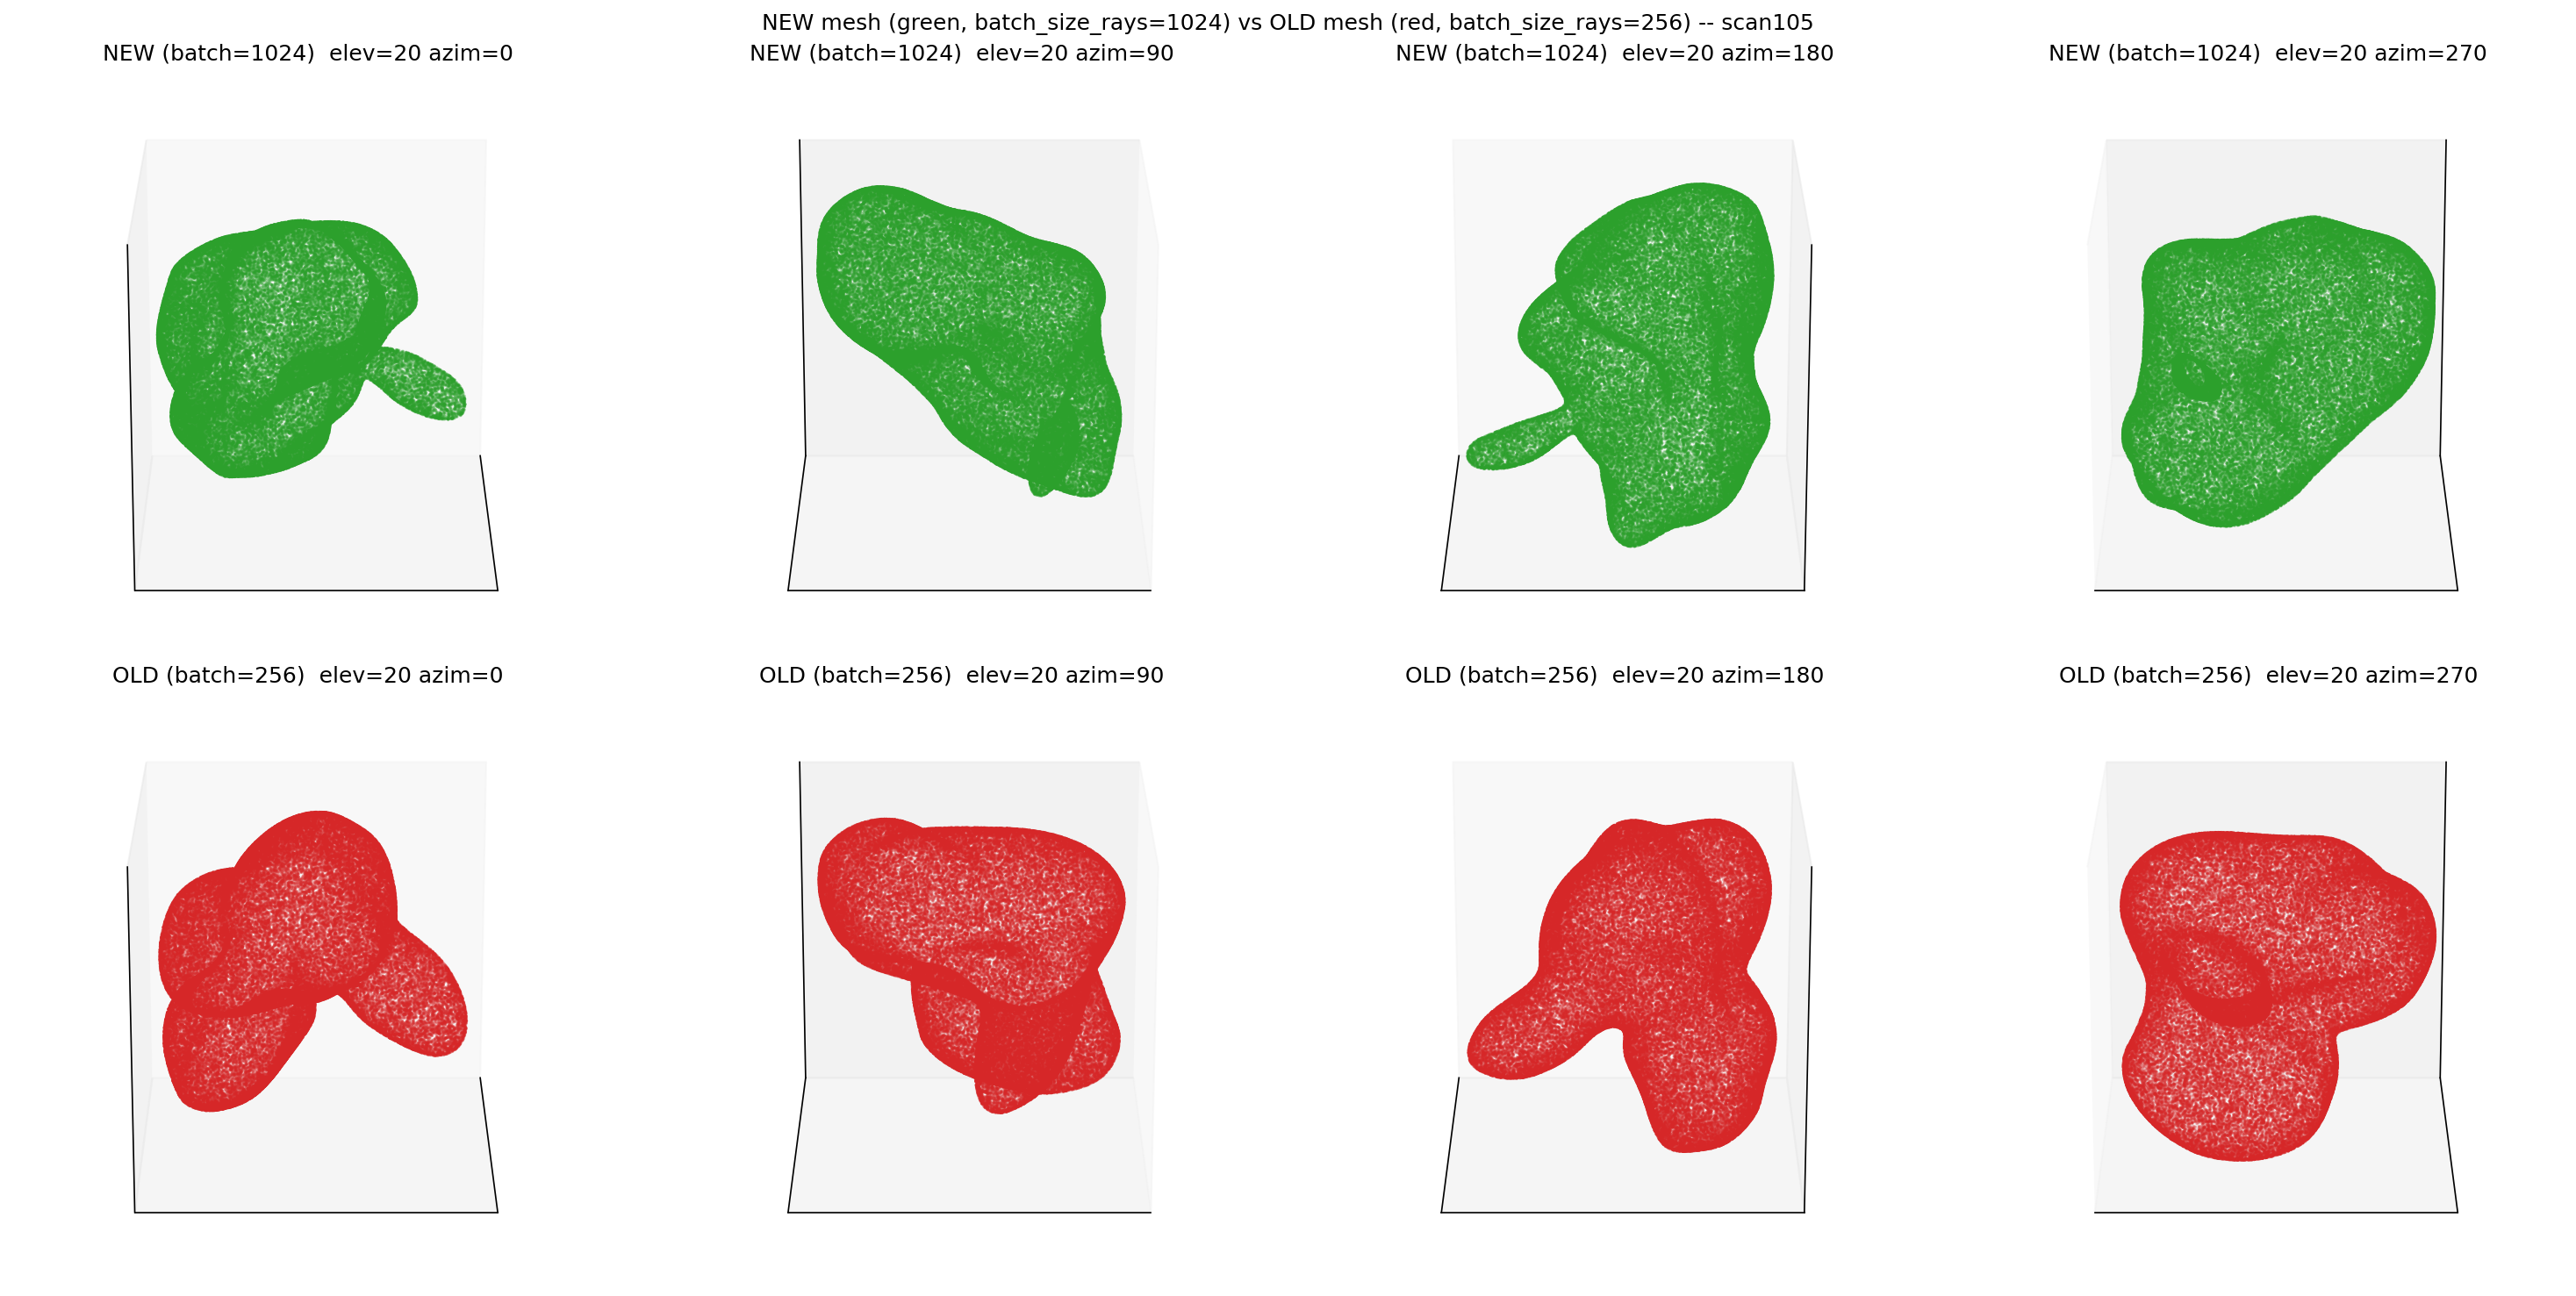 NEW mesh (green, batch_size_rays=1024) vs OLD mesh (red, batch_size_rays=256) -- scan105
NEW (batch=1024)  elev=20 azim=0
NEW (batch=1024)  elev=20 azim=90
NEW (batch=1024)  elev=20 azim=180
NEW (batch=1024)  elev=20 azim=270
OLD (batch=256)  elev=20 azim=0
OLD (batch=256)  elev=20 azim=90
OLD (batch=256)  elev=20 azim=180
OLD (batch=256)  elev=20 azim=270